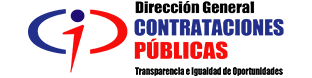 Dirección General
CONTRATACIONES
PÚBLICAS
Transparencia e Igualdad de Oportunidades